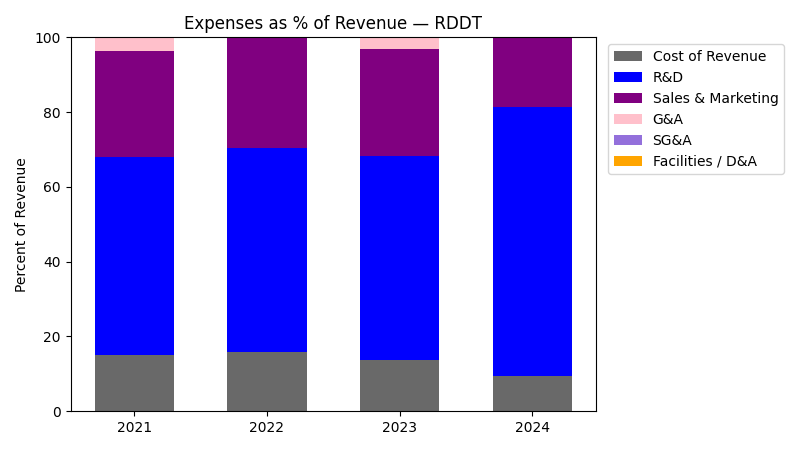 Expenses as % of Revenue — RDDT
Percent of Revenue
100
80
60
40
20
0
2021 2022 2023 2024
Cost of Revenue
R&D
Sales & Marketing
G&A
SG&A
Facilities / D&A